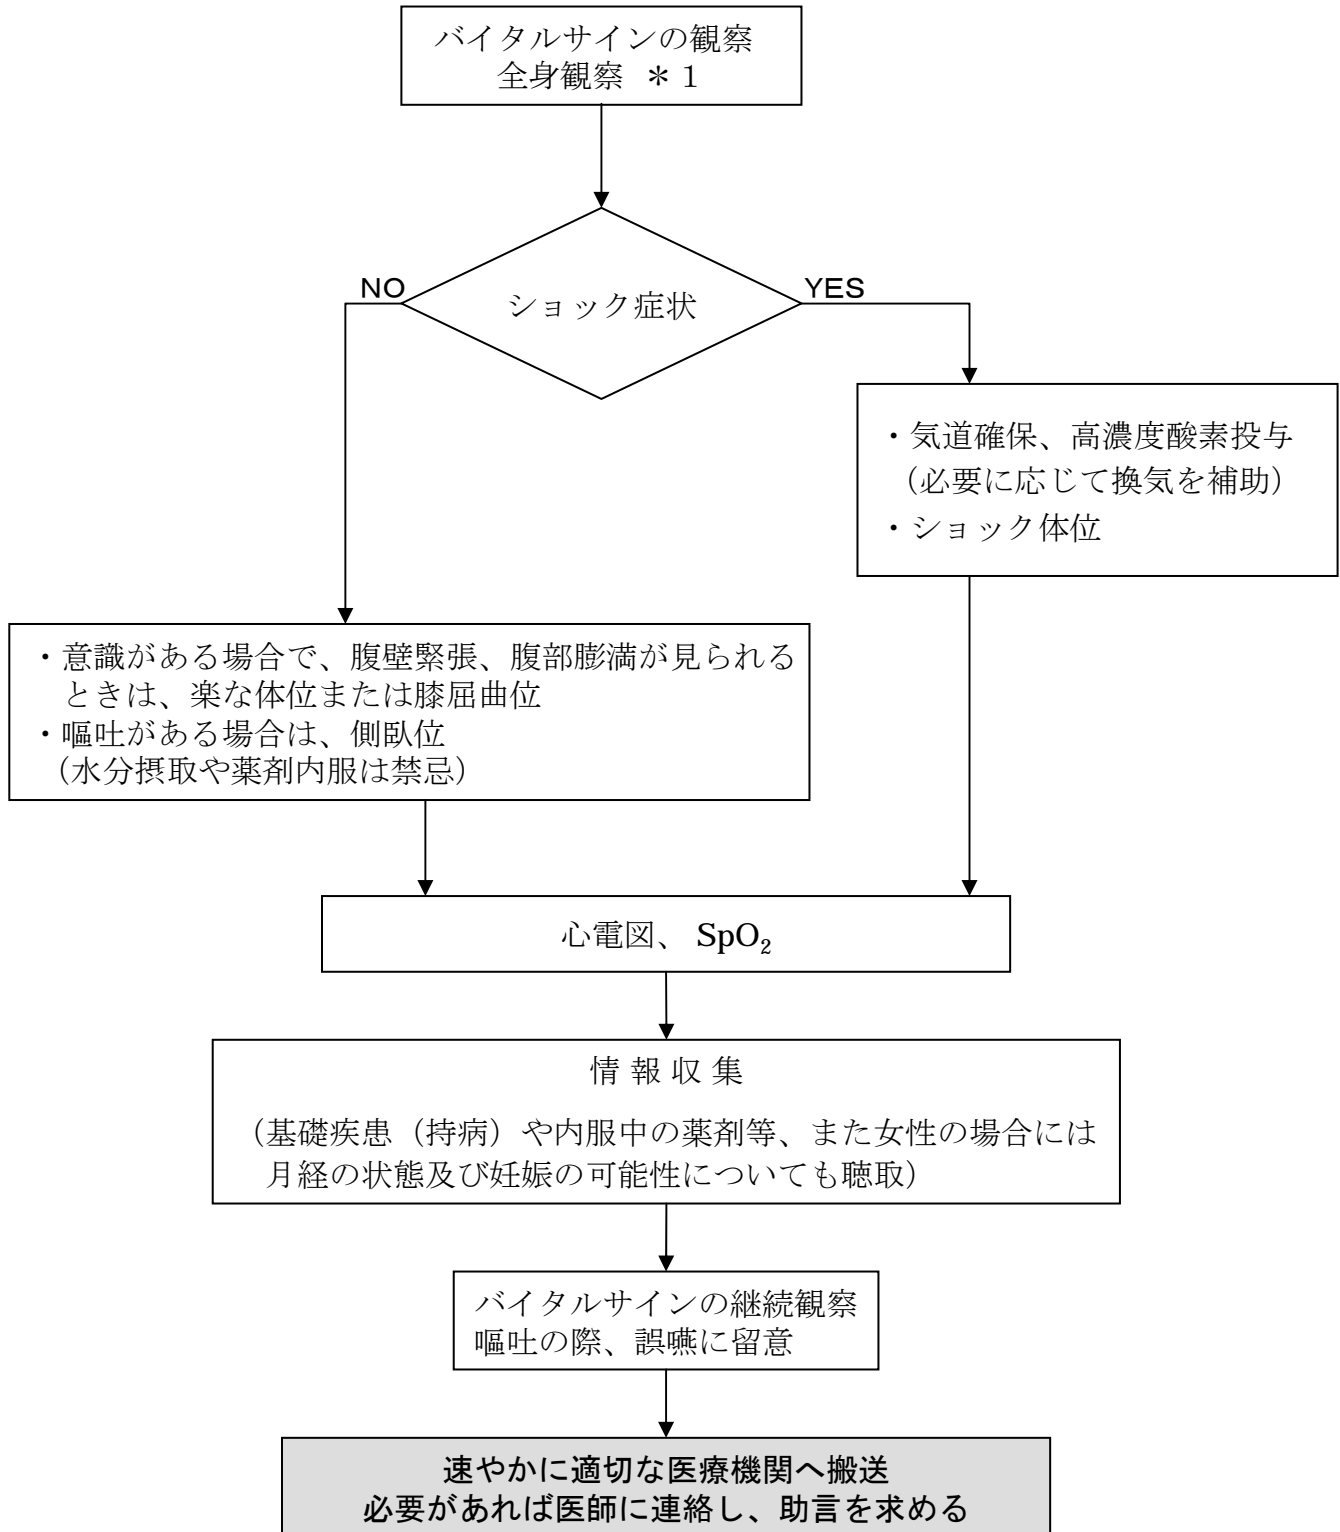 バイタルサインの観察
全身観察 ＊１
ショック症状
NO
YES
・気道確保、高濃度酸素投与
（必要に応じて換気を補助）
・ショック体位
・意識がある場合で、腹壁緊張、腹部膨満が見られる
ときは、楽な体位または膝屈曲位
・嘔吐がある場合は、側臥位
（水分摂取や薬剤内服は禁忌）
心電図、 SpO₂
情 報 収 集
（基礎疾患（持病）や内服中の薬剤等、また女性の場合には
月経の状態及び妊娠の可能性についても聴取）
バイタルサインの継続観察
嘔吐の際、誤嚥に留意
速やかに適切な医療機関へ搬送
必要があれば医師に連絡し、助言を求める